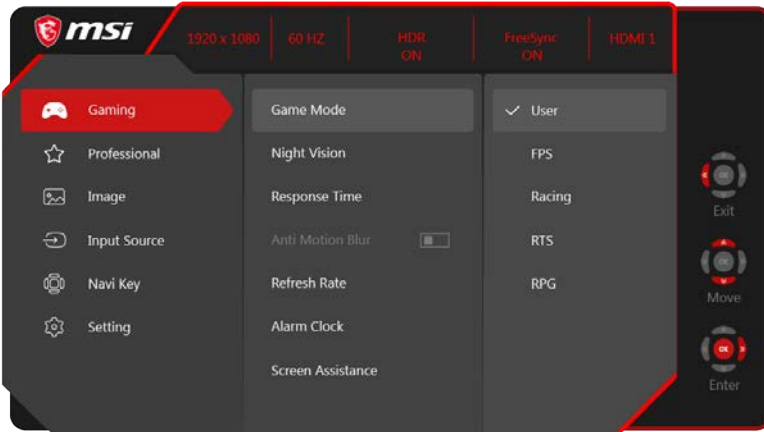 msi
1920 x 1080 60 HZ HDR ON FreeSync ON HDMI 1
Gaming
Professional
Image
Input Source
Navi Key
Setting
Game Mode
Night Vision
Response Time
Anti Motion Blur
Refresh Rate
Alarm Clock
Screen Assistance
User
FPS
Racing
RTS
RPG
OK
Exit
OK
Move
OK
Enter